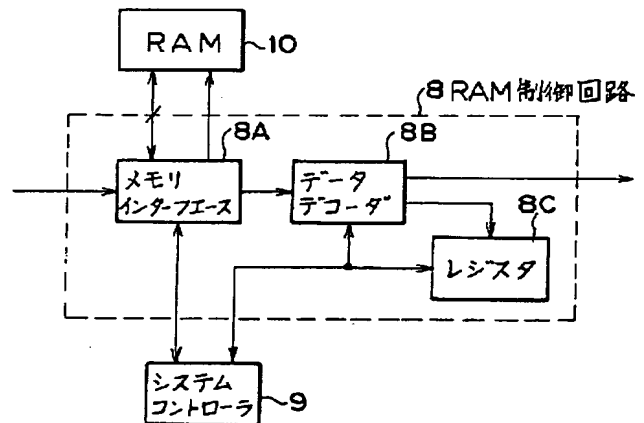 RAM
10
8 RAM制御回路
8A
8B
メモリ
インターフエース
データ
デコーダ
8C
レジスタ
システム
コントローラ
9